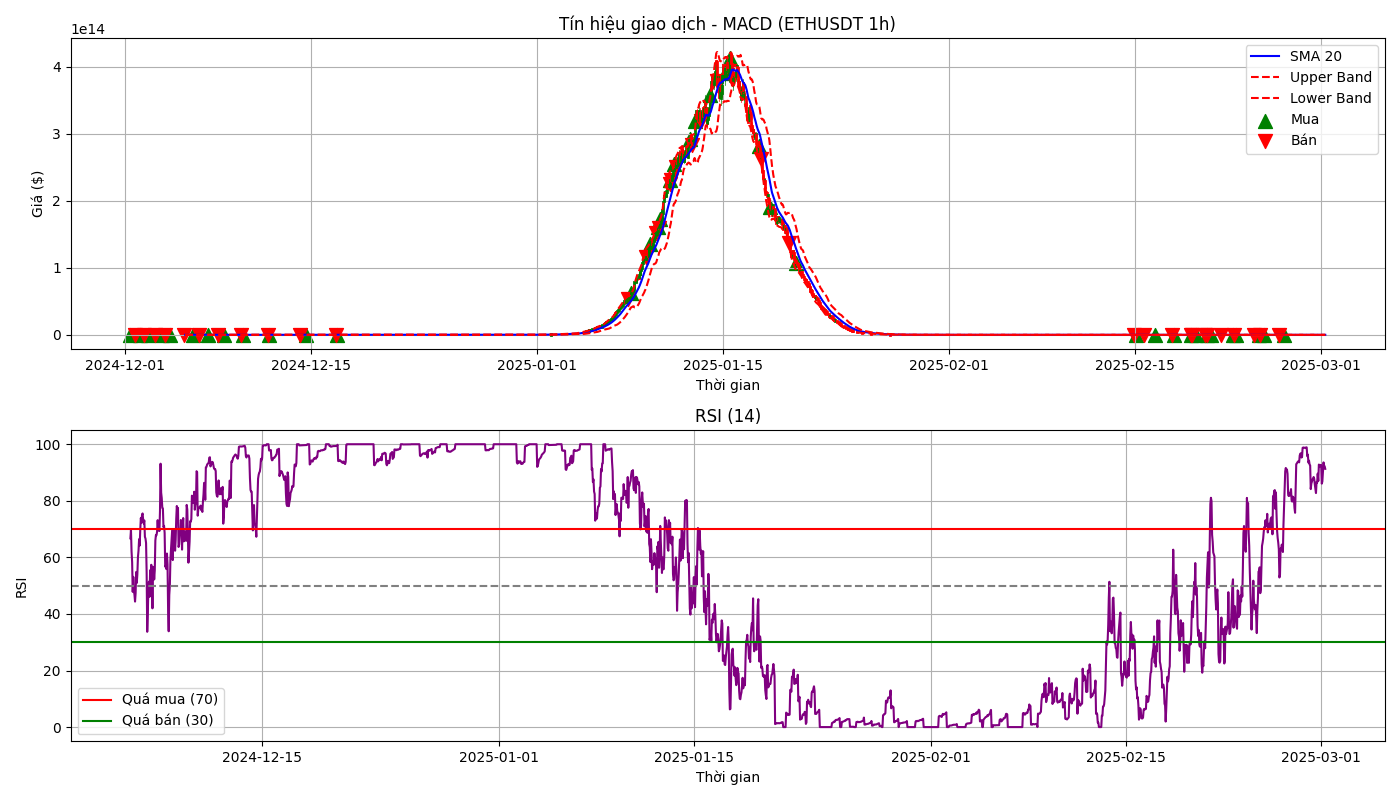 Tín hiệu giao dịch - MACD (ETHUSDT 1h)
1e14
SMA 20
Upper Band
Lower Band
Mua
Bán
4
3
2
1
0
Giá ($)
2024-12-01
2024-12-15
2025-01-01
2025-01-15
2025-02-01
2025-02-15
2025-03-01
Thời gian
RSI (14)
100
80
60
40
20
0
RSI
Quá mua (70)
Quá bán (30)
2024-12-15
2025-01-01
2025-01-15
2025-02-01
2025-02-15
2025-03-01
Thời gian